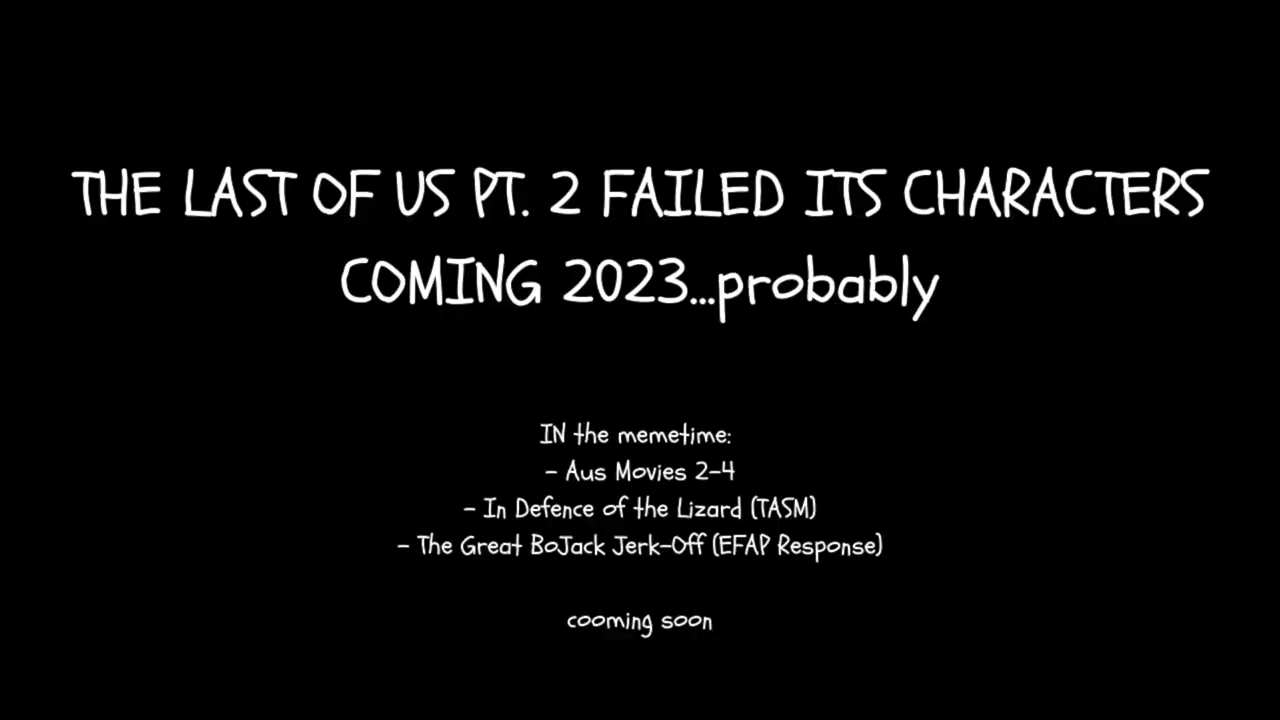 THE LAST OF US PT. 2 FAILED ITS CHARACTERS
COMING 2023...probably
IN the memetime:
- Aus Movies 2-4
- In Defence of the Lizard (TASM)
- The Great BoJack Jerk-Off (EFAP Response)
cooming soon